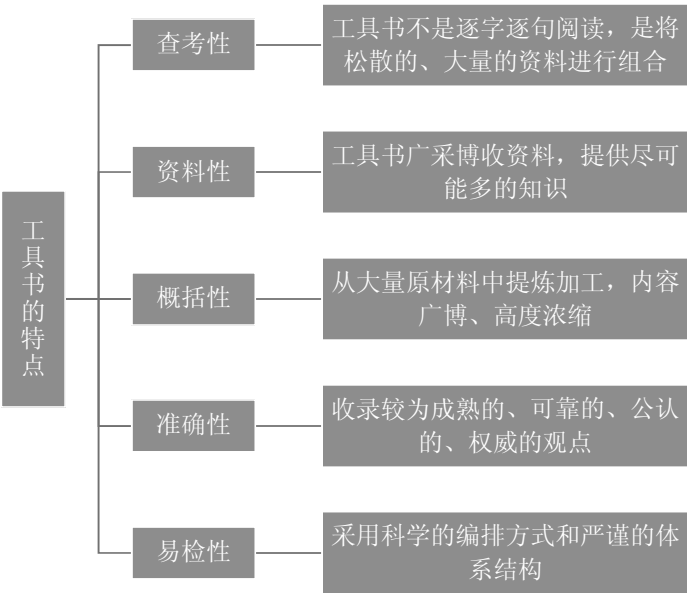 工具书的特点
查考性
工具书不是逐字逐句阅读，是将
松散的、大量的资料进行组合
资料性
工具书广采博收资料，提供尽可
能多的知识
概括性
从大量原材料中提炼加工，内容
广博、高度浓缩
准确性
收录较为成熟的、可靠的、公认
的、权威的观点
易检性
采用科学的编排方式和严谨的体
系结构